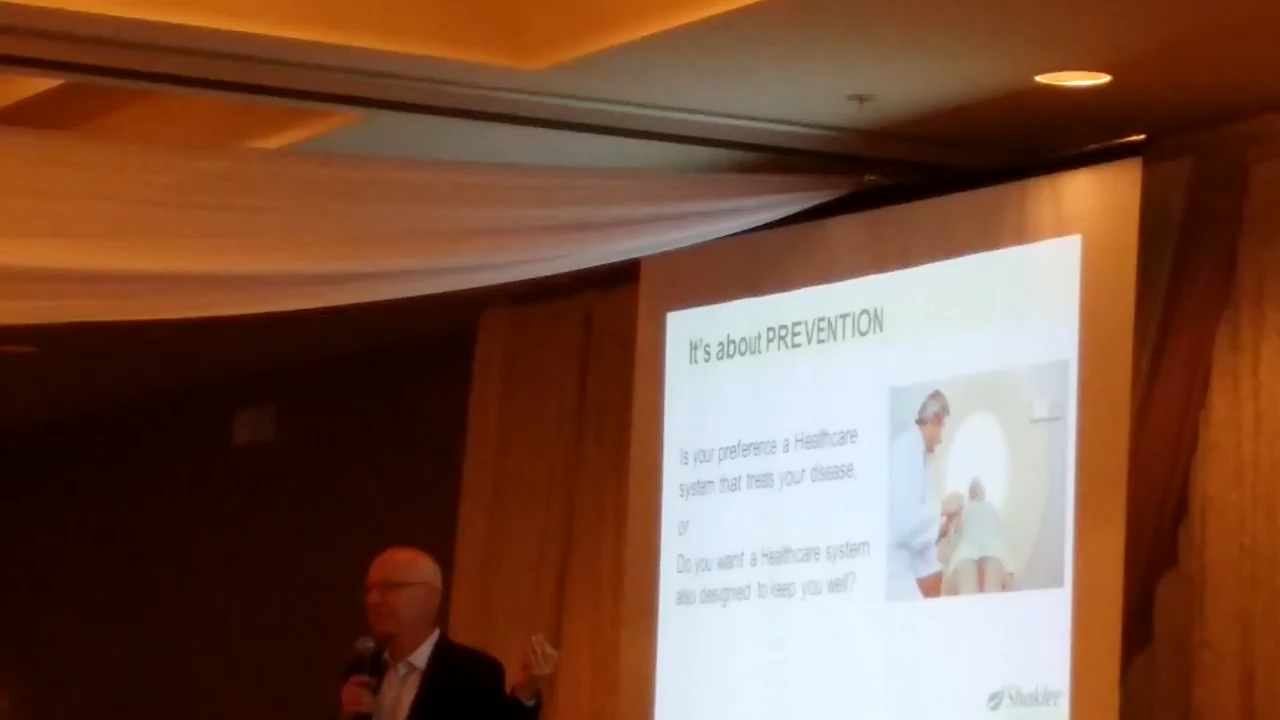 It's about PREVENTION
Is your preference a Healthcare
system that treats your disease,
or
Do you want a Healthcare system
also designed to keep you well?
Shaklee